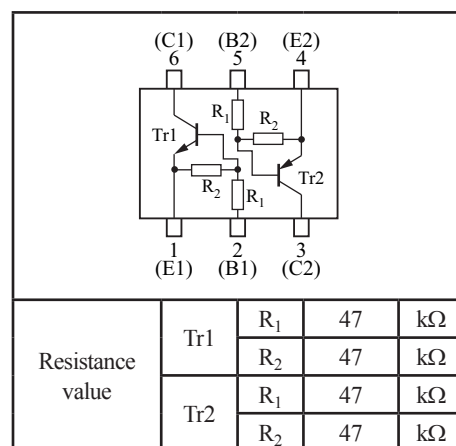 (C1) (B2) (E2)
6 5 4
R1
R2
Tr1
Tr2
R2
R1
1 2 3
(E1) (B1) (C2)
Resistance value
Tr1
R1 47 kΩ
R2 47 kΩ
Tr2
R1 47 kΩ
R2 47 kΩ